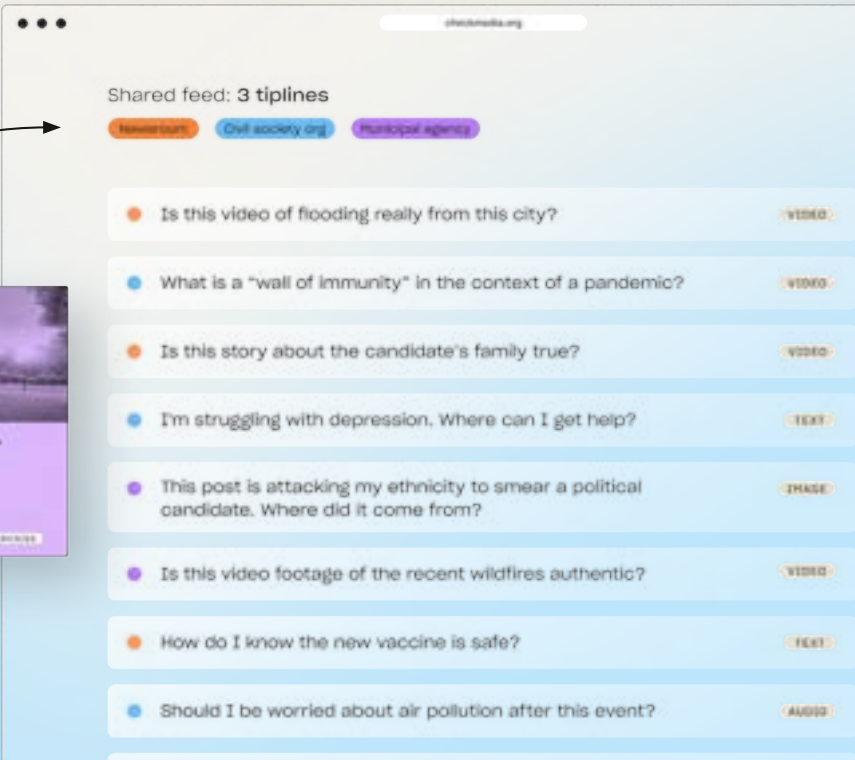 checkmedia.org
Shared feed: 3 tiplines
Newsroom
Civil society org
Municipal agency
Is this video of flooding really from this city?
VIDEO
What is a “wall of immunity” in the context of a pandemic?
VIDEO
Is this story about the candidate's family true?
VIDEO
I'm struggling with depression. Where can I get help?
TEXT
This post is attacking my ethnicity to smear a political
candidate. Where did it come from?
IMAGE
Is this video footage of the recent wildfires authentic?
VIDEO
How do I know the new vaccine is safe?
TEXT
Should I be worried about air pollution after this event?
AUDIO